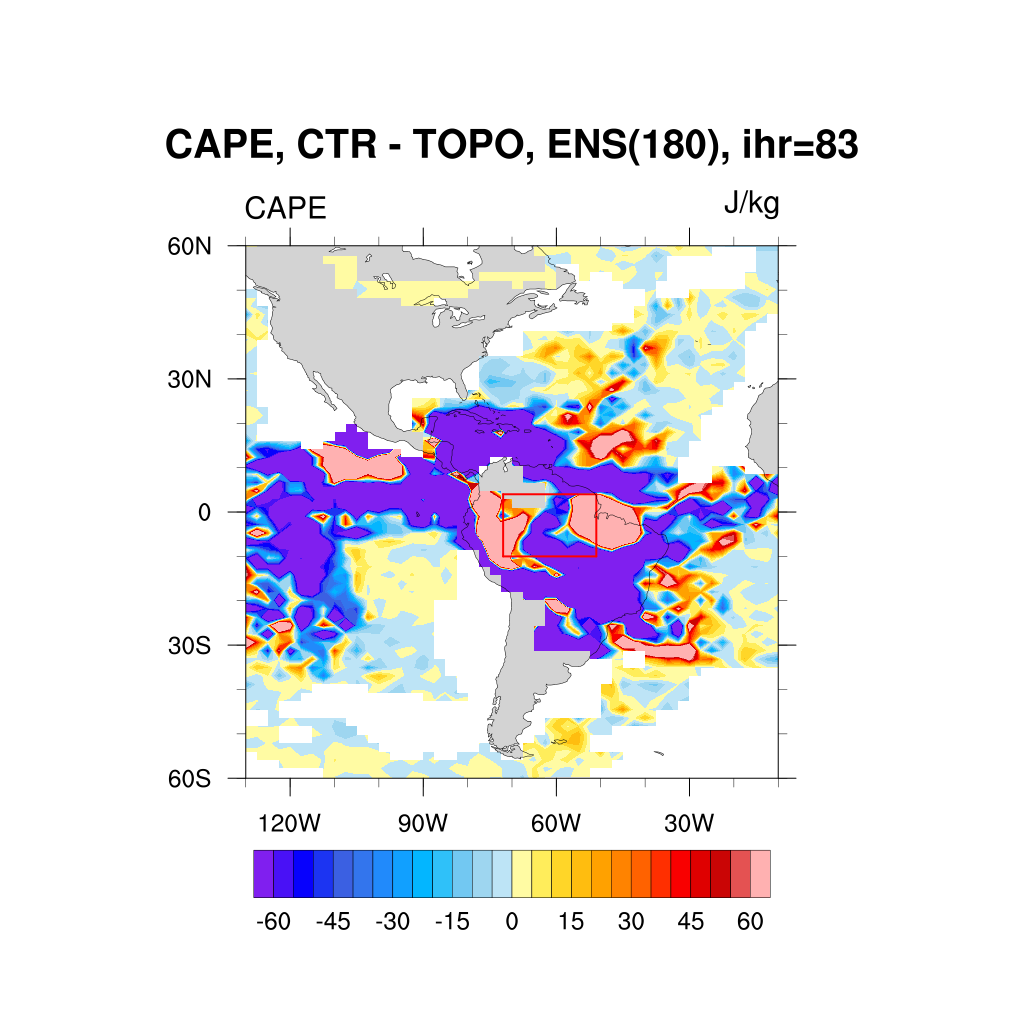 CAPE, CTR - TOPO, ENS(180), ihr=83
CAPE J/kg
60N
30N
0
30S
60S
120W 90W 60W 30W
-60 -45 -30 -15 0 15 30 45 60